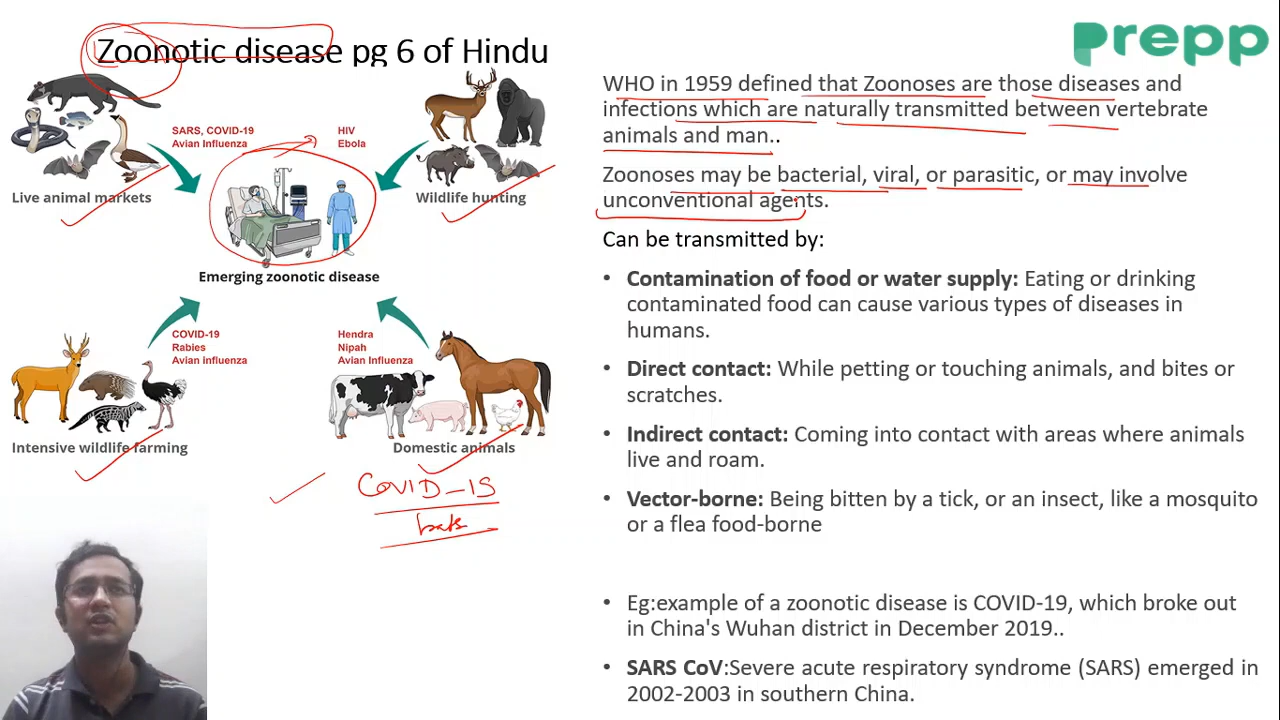 Zoonotic disease pg 6 of Hindu
prepp
SARS, COVID-19
Avian Influenza
HIV
Ebola
Live animal markets
Wildlife hunting
Emerging zoonotic disease
COVID-19
Rabies
Avian influenza
Hendra
Nipah
Avian Influenza
Intensive wildlife farming
Domestic animals
COVID-19
bats
WHO in 1959 defined that Zoonoses are those diseases and
infections which are naturally transmitted between vertebrate
animals and man..
Zoonoses may be bacterial, viral, or parasitic, or may involve
unconventional agents.
Can be transmitted by:
• Contamination of food or water supply: Eating or drinking
contaminated food can cause various types of diseases in
humans.
• Direct contact: While petting or touching animals, and bites or
scratches.
• Indirect contact: Coming into contact with areas where animals
live and roam.
• Vector-borne: Being bitten by a tick, or an insect, like a mosquito
or a flea food-borne
• Eg:example of a zoonotic disease is COVID-19, which broke out
in China's Wuhan district in December 2019..
• SARS CoV:Severe acute respiratory syndrome (SARS) emerged in
2002-2003 in southern China.